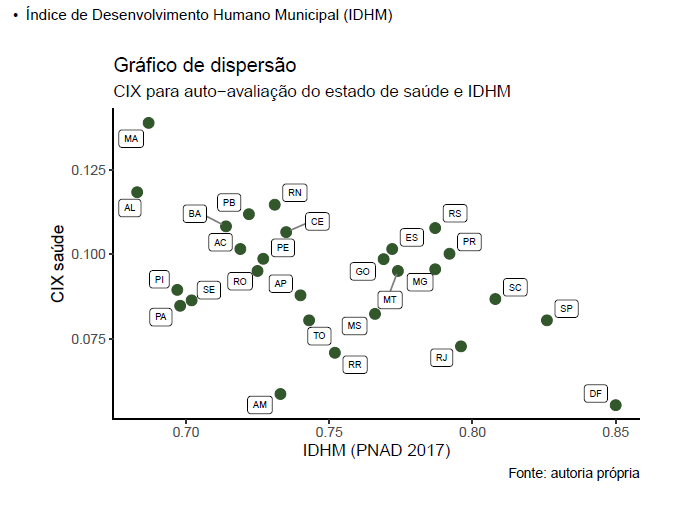 • Índice de Desenvolvimento Humano Municipal (IDHM)
Gráfico de dispersão
CIX para auto−avaliação do estado de saúde e IDHM
MA
0.125
AL
RN
PB
BA
CE
RS
AC
ES
PR
PE
0.100
GO
RO
AP
MG
PI
SE
MT
SC
PA
MS
SP
TO
0.075
RJ
RR
AM
DF
CIX saúde
0.70 0.75 0.80 0.85
IDHM (PNAD 2017)
Fonte: autoria própria